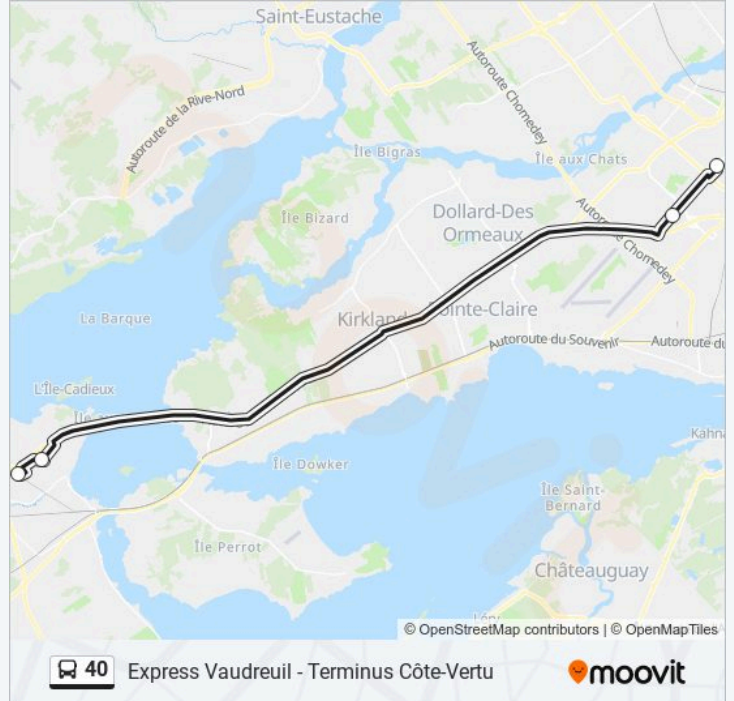 Saint-Eustache
Autoroute Chomedey
Autoroute de la Rive-Nord
Île Bigras
Île aux Chats
Île Bizard
Dollard-Des
Ormeaux
Autoroute Chomedey
La Barque
Kirkland
Pointe-Claire
Autoroute du Souvenir
Autoroute du
L'Île-Cadieux
Kahna
Île Dowker
Île Saint-
Bernard
Île Perrot
Châteauguay
© OpenStreetMap contributors | © OpenMapTiles
40 Express Vaudreuil - Terminus Côte-Vertu
moovit